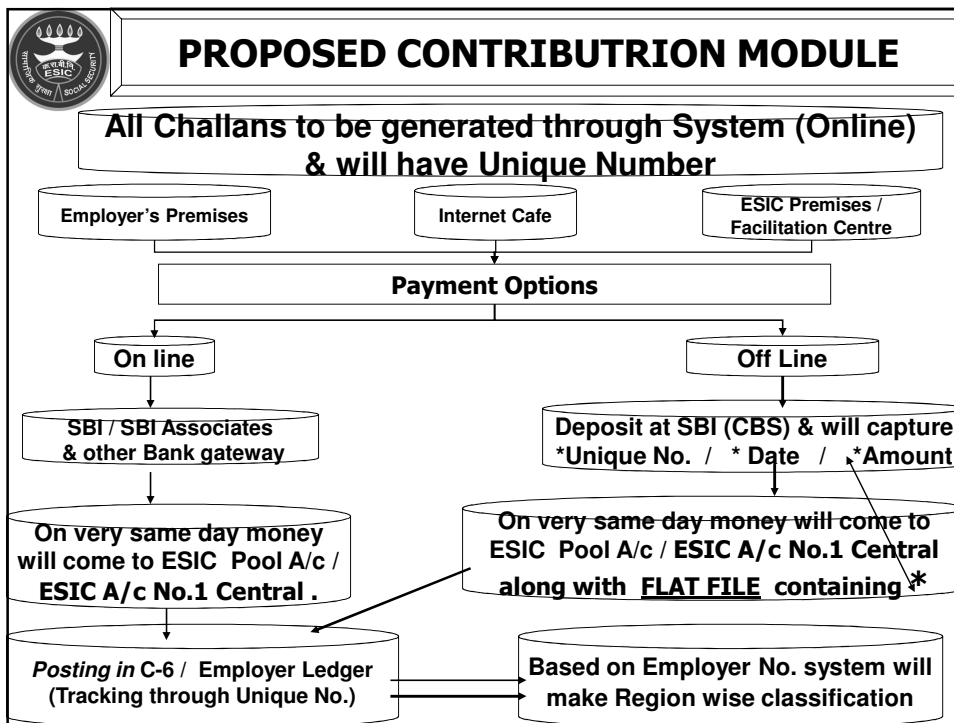 सामाजिक सुरक्षा
SOCIAL SECURITY
क.रा.बी.नि.
ESIC
PROPOSED CONTRIBUTRION MODULE
All Challans to be generated through System (Online)
& will have Unique Number
Employer's Premises
Internet Cafe
ESIC Premises /
Facilitation Centre
Payment Options
On line
Off Line
SBI / SBI Associates
& other Bank gateway
Deposit at SBI (CBS) & will capture
*Unique No. / * Date / *Amount
On very same day money
will come to ESIC Pool A/c /
ESIC A/c No.1 Central .
On very same day money will come to
ESIC Pool A/c / ESIC A/c No.1 Central
along with FLAT FILE containing *
Posting in C-6 / Employer Ledger
(Tracking through Unique No.)
Based on Employer No. system will
make Region wise classification